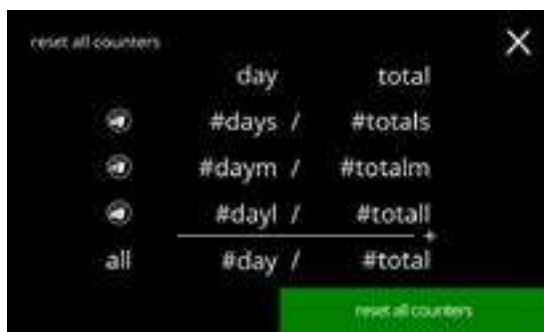 reset all counters
day total
#days / #totals
#daym / #totalm
#dayl / #totall
+
all #day / #total
reset all counters